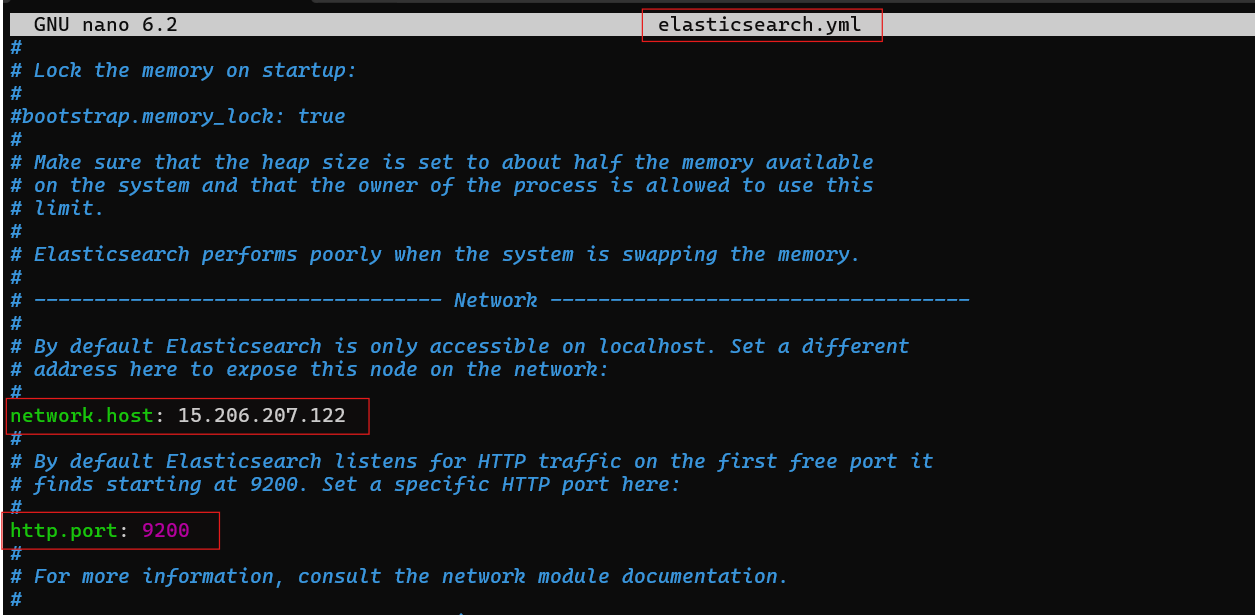 GNU nano 6.2 elasticsearch.yml
#
# Lock the memory on startup:
#
#bootstrap.memory_lock: true
#
# Make sure that the heap size is set to about half the memory available
# on the system and that the owner of the process is allowed to use this
# limit.
#
# Elasticsearch performs poorly when the system is swapping the memory.
#
# ---------------------------------- Network -----------------------------------
#
# By default Elasticsearch is only accessible on localhost. Set a different
# address here to expose this node on the network:
#
network.host: 15.206.207.122
#
# By default Elasticsearch listens for HTTP traffic on the first free port it
# finds starting at 9200. Set a specific HTTP port here:
#
http.port: 9200
#
# For more information, consult the network module documentation.
#